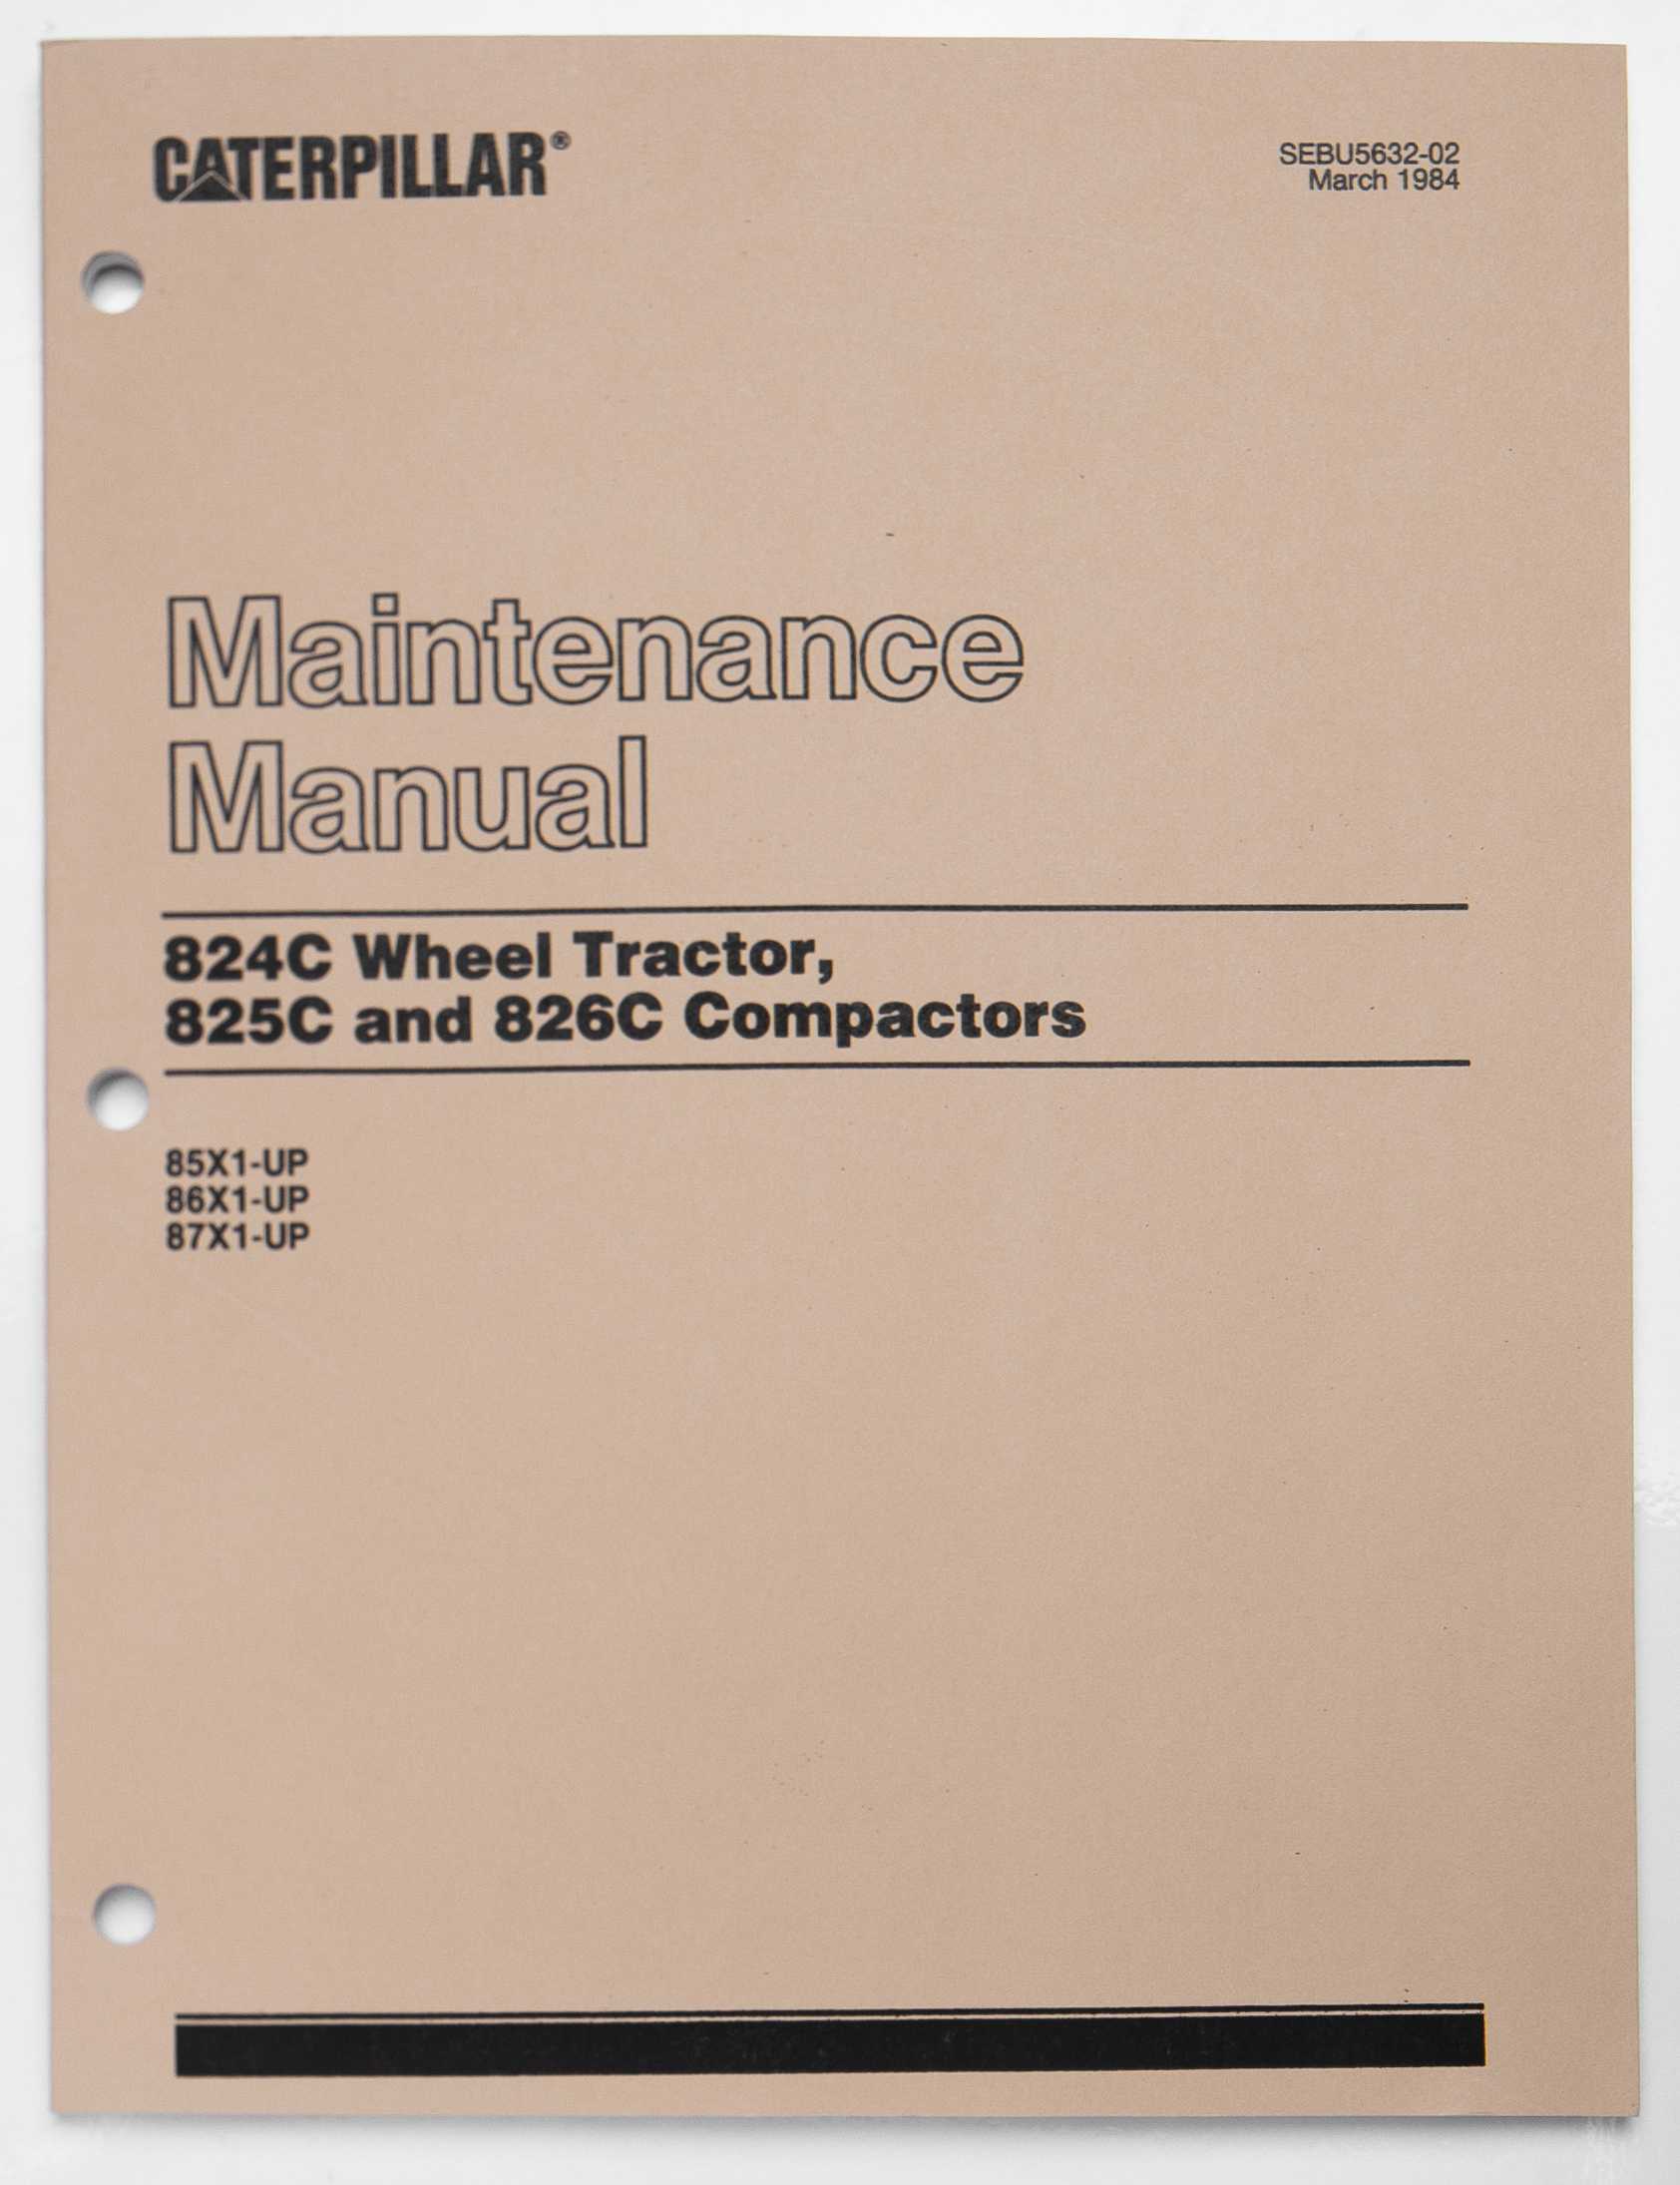 CATERPILLAR®
SEBU5632-02
March 1984
Maintenance
Manual
824C Wheel Tractor,
825C and 826C Compactors
85X1-UP
86X1-UP
87X1-UP